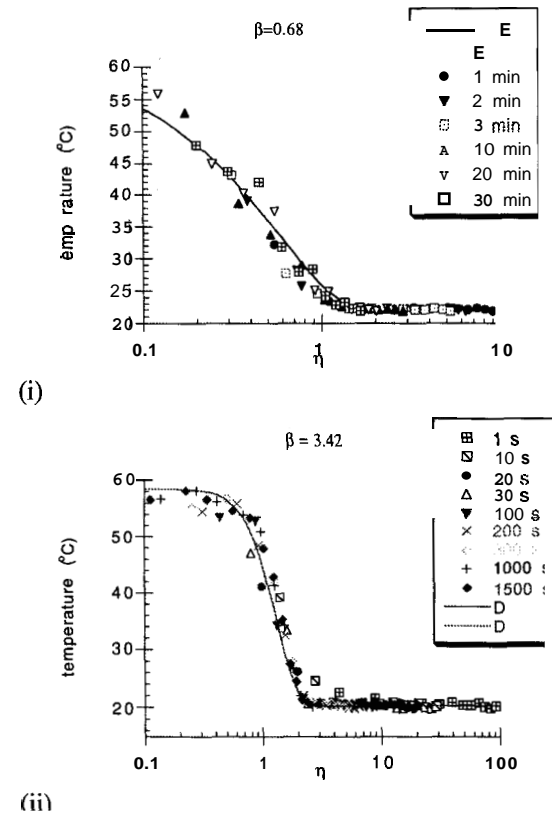 β=0.68
E
E
1 min
2 min
3 min
10 min
20 min
30 min
emp rature (°C)
60
55
50
45
40
35
30
25
20
0.1
1
10
η
(i)
β = 3.42
1 s
10 s
20 s
30 s
100 s
200 s
1000 s
1500 s
D
D
temperature (°C)
60
50
40
30
20
0.1
1
10
100
η
(ii)